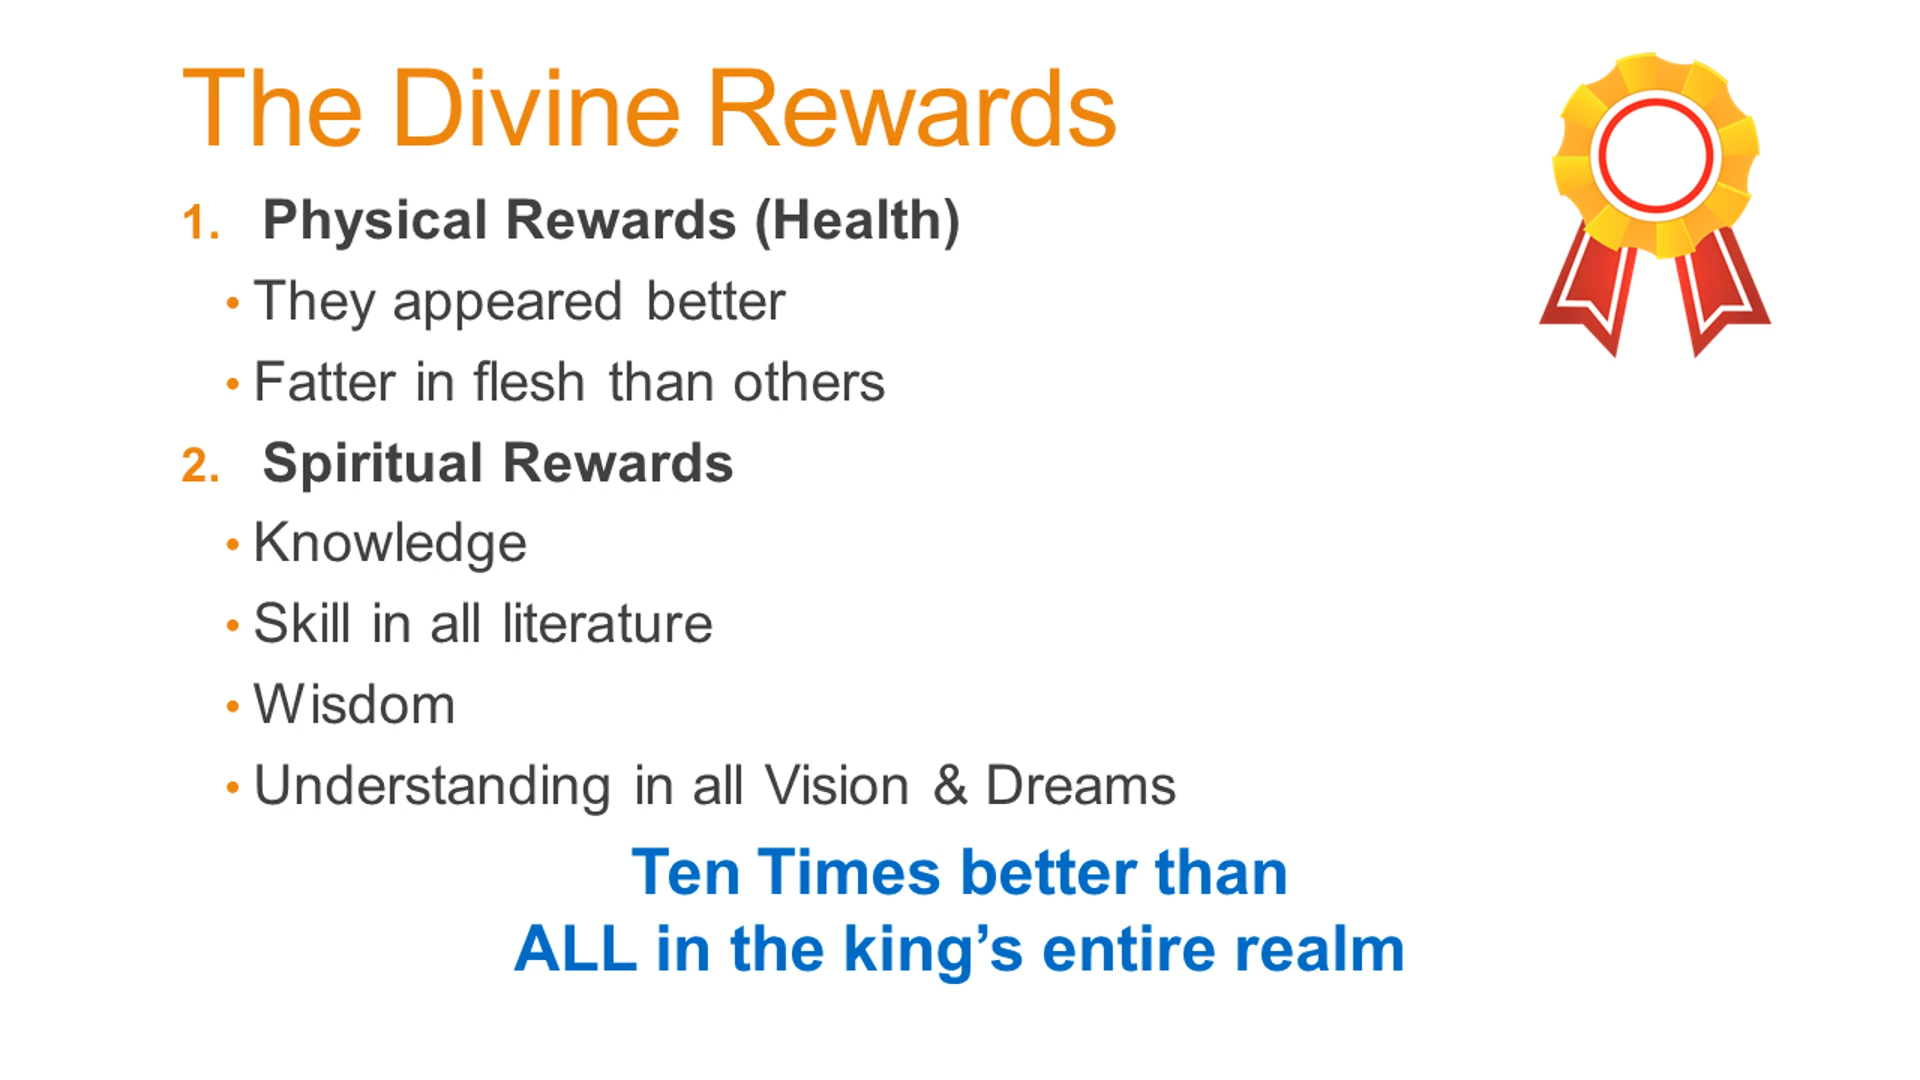 The Divine Rewards
1. Physical Rewards (Health)
• They appeared better
• Fatter in flesh than others
2. Spiritual Rewards
• Knowledge
• Skill in all literature
• Wisdom
• Understanding in all Vision & Dreams
Ten Times better than
ALL in the king’s entire realm